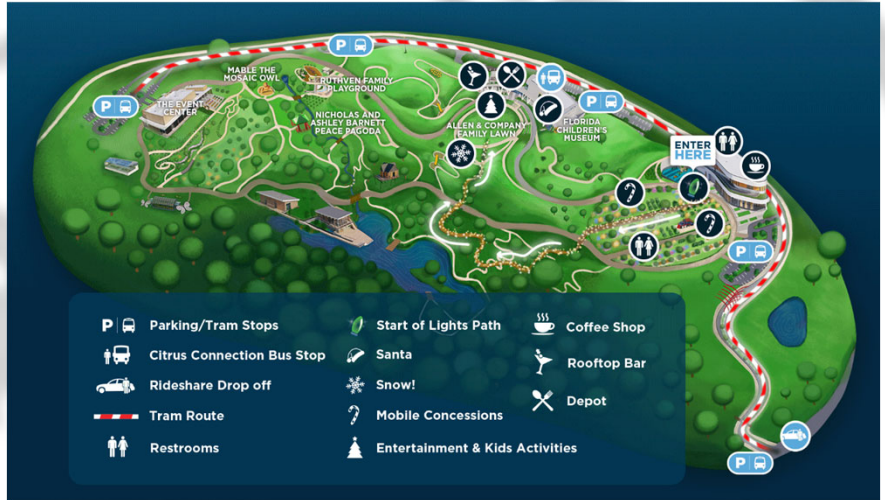 P
MABLE THE
MOSAIC OWL
RUTHVEN FAMILY
PLAYGROUND
P
THE EVENT
CENTER
P
NICHOLAS AND
ASHLEY BARNETT
PEACE PAGODA
ALLEN & COMPANY
FAMILY LAWN
FLORIDA
CHILDREN'S
MUSEUM
ENTER
HERE
P
P Parking/Tram Stops
Citrus Connection Bus Stop
Rideshare Drop off
Tram Route
Restrooms
Start of Lights Path
Santa
Snow!
Mobile Concessions
Entertainment & Kids Activities
Coffee Shop
Rooftop Bar
Depot
P